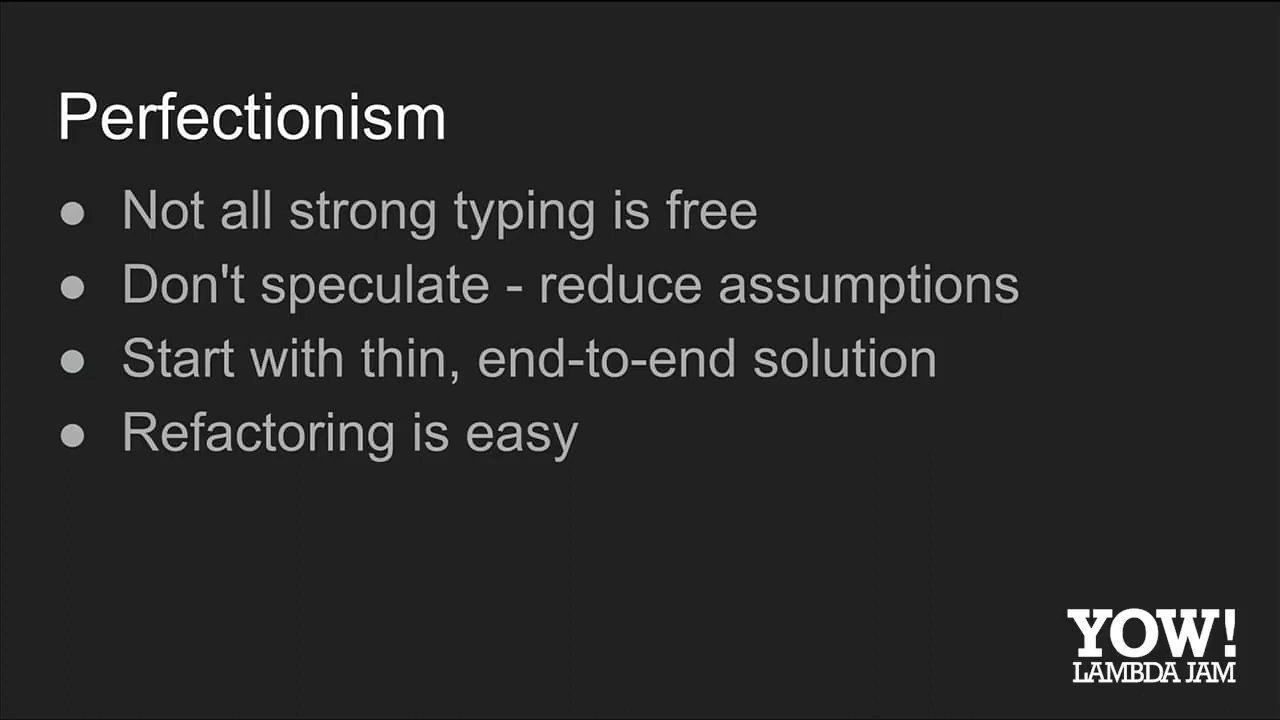 Perfectionism
● Not all strong typing is free
● Don't speculate - reduce assumptions
● Start with thin, end-to-end solution
● Refactoring is easy
YOW!
LAMBDA JAM